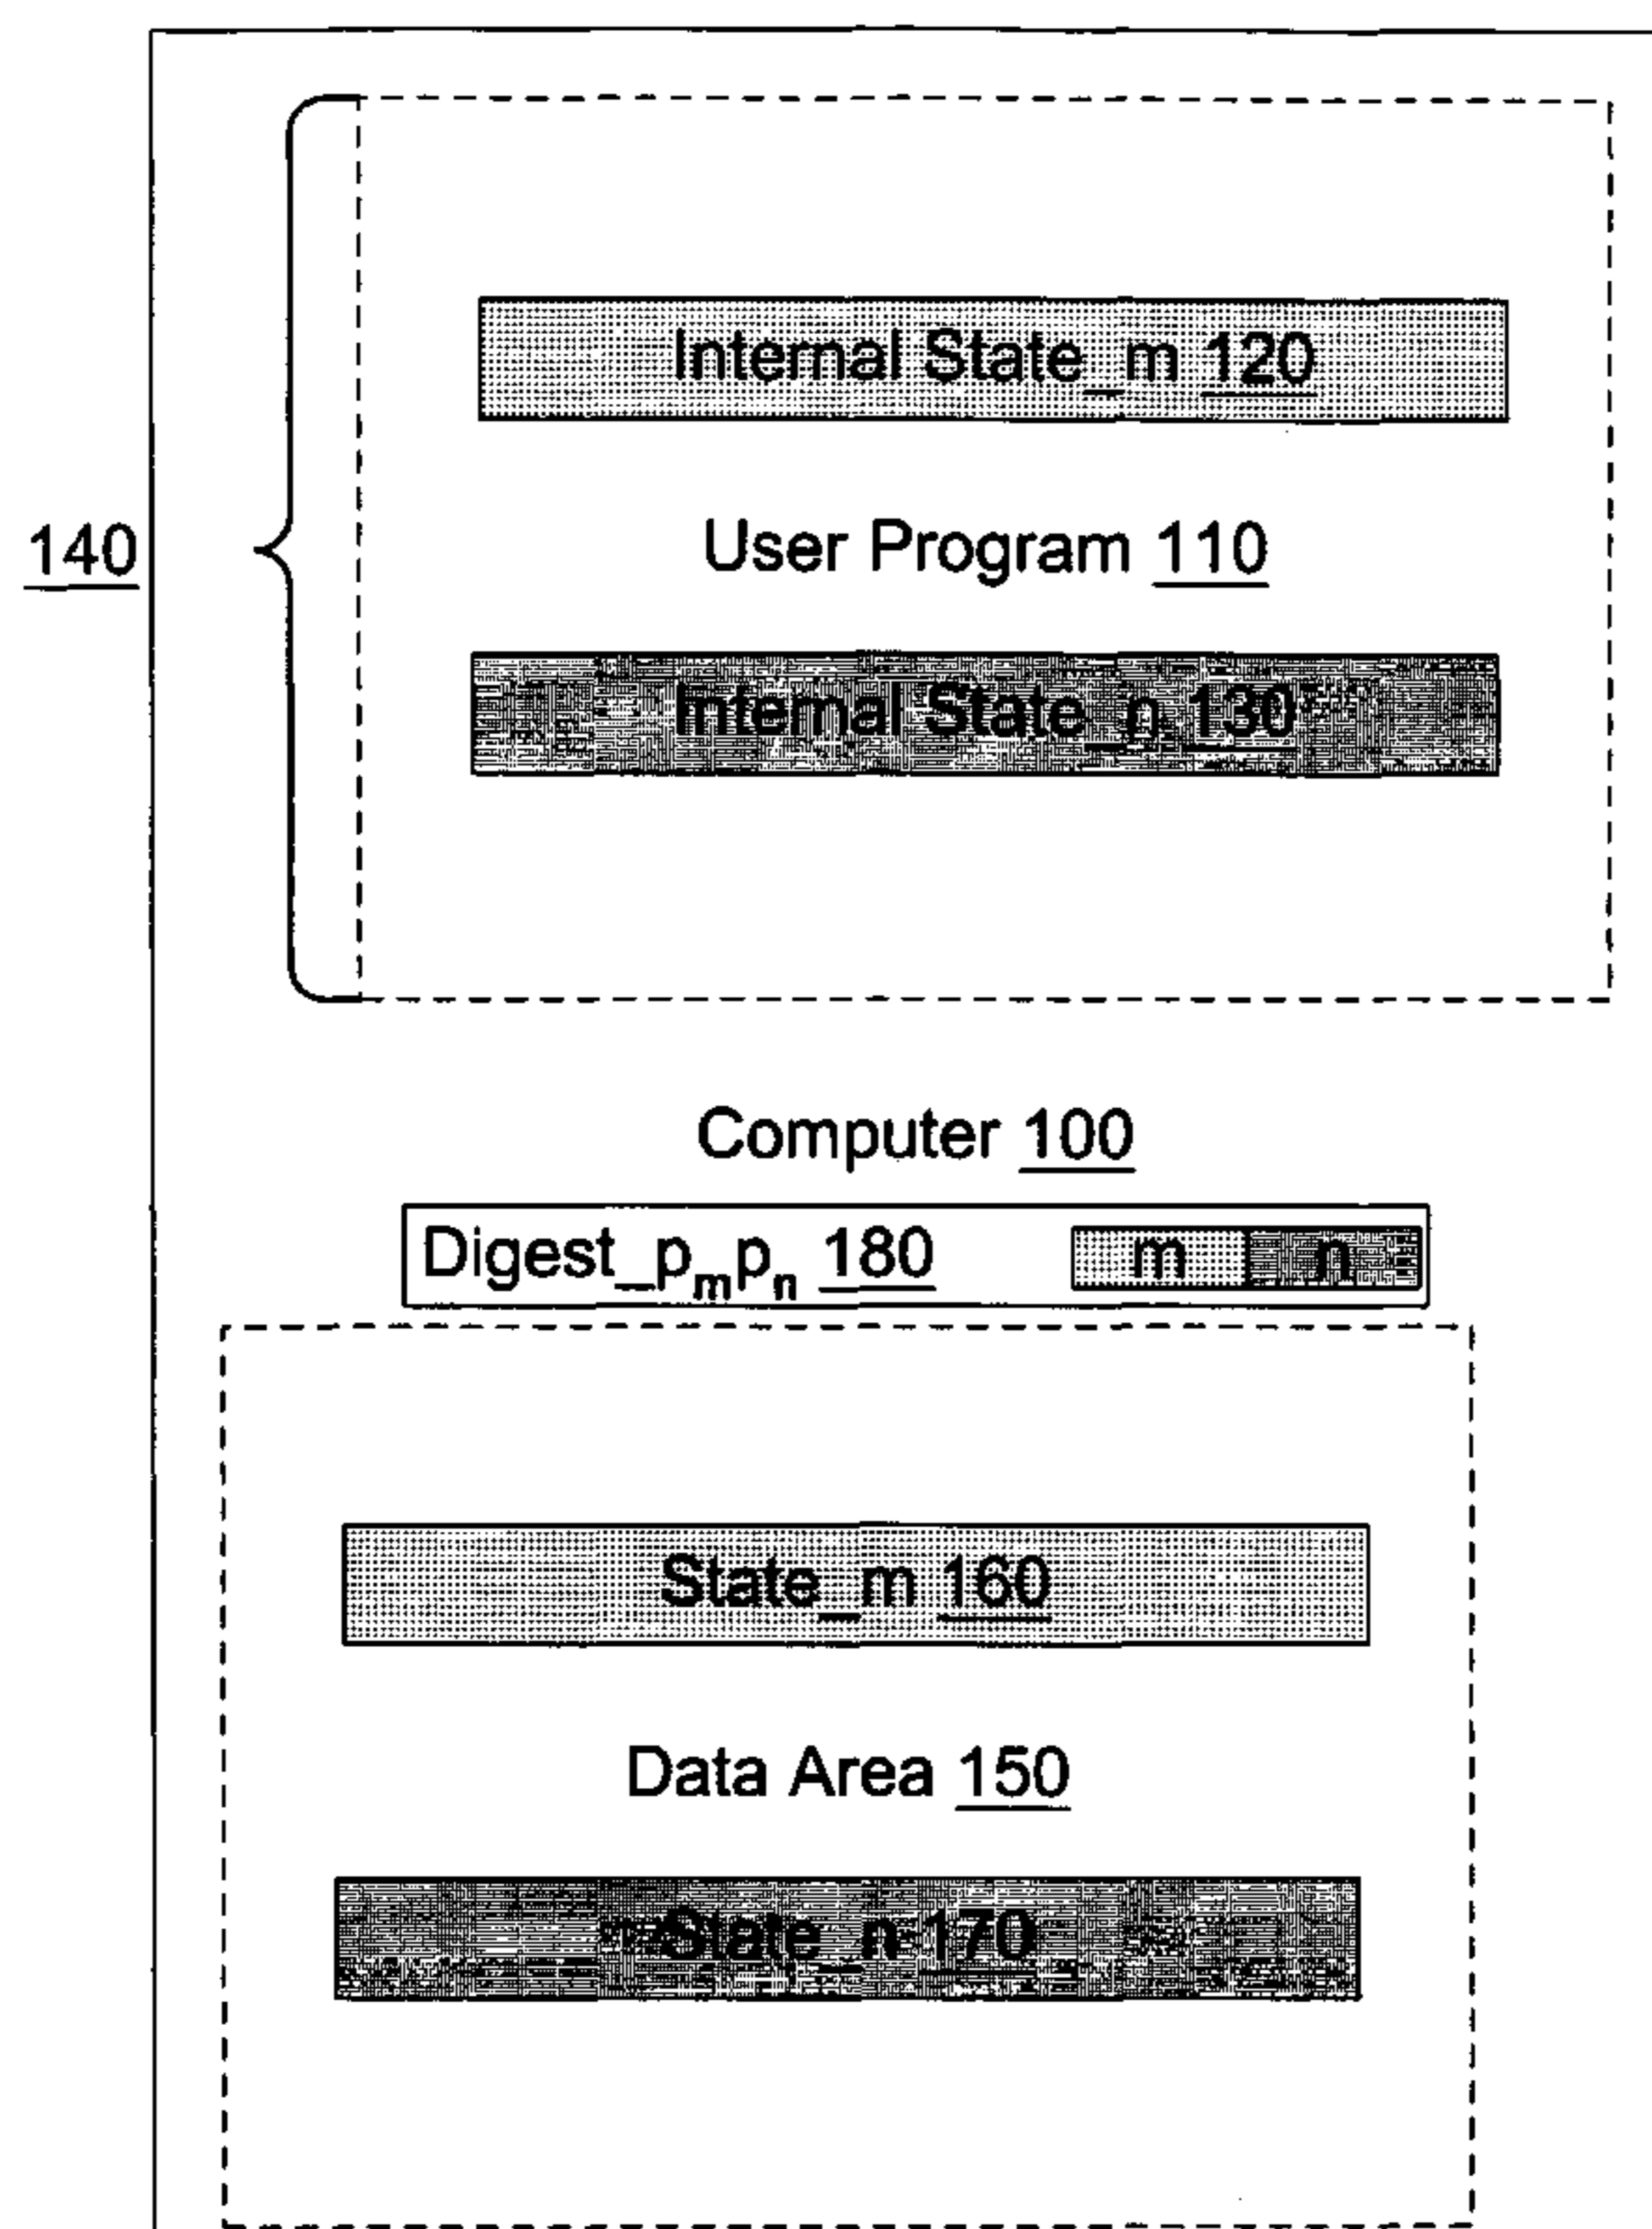 Internal State_m 120
140
User Program 110
Internal State_n 130
Computer 100
Digest_pₘpₙ 180 m n
State_m 160
Data Area 150
State_n 170